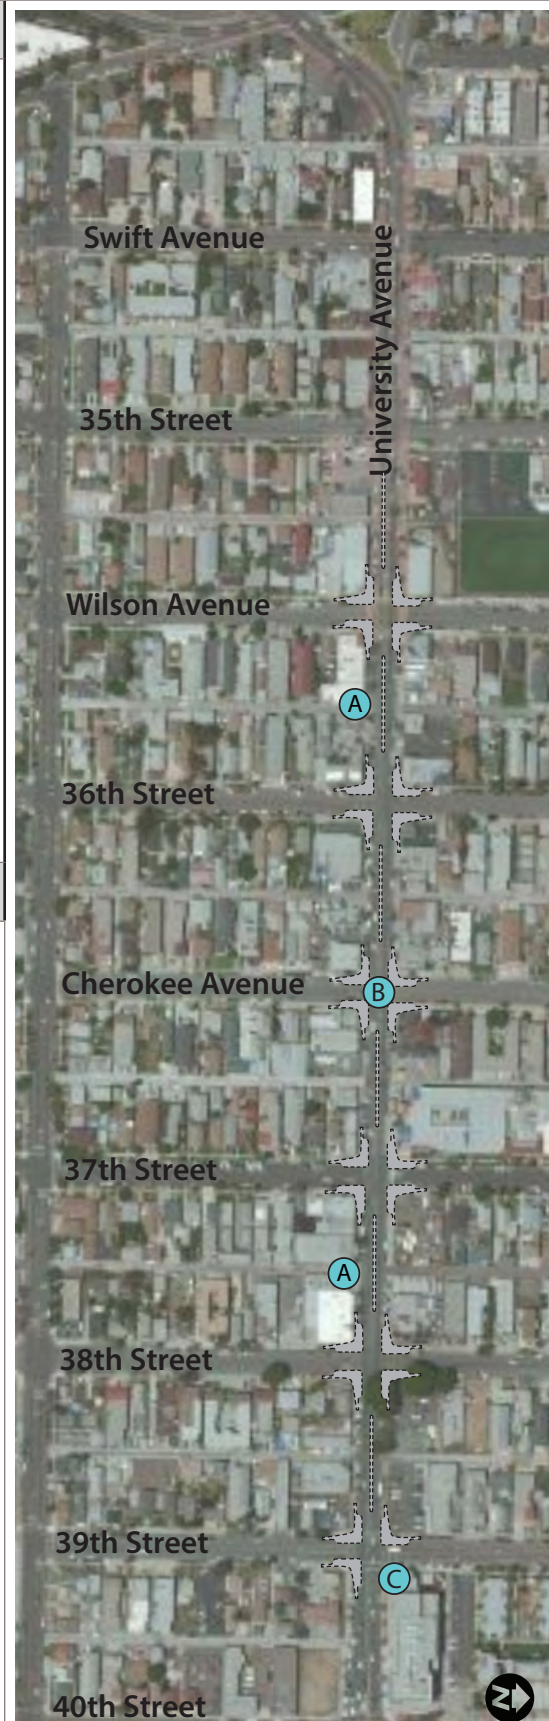 Swift Avenue
University Avenue
35th Street
Wilson Avenue
A
36th Street
Cherokee Avenue
B
37th Street
A
38th Street
39th Street
C
40th Street
N